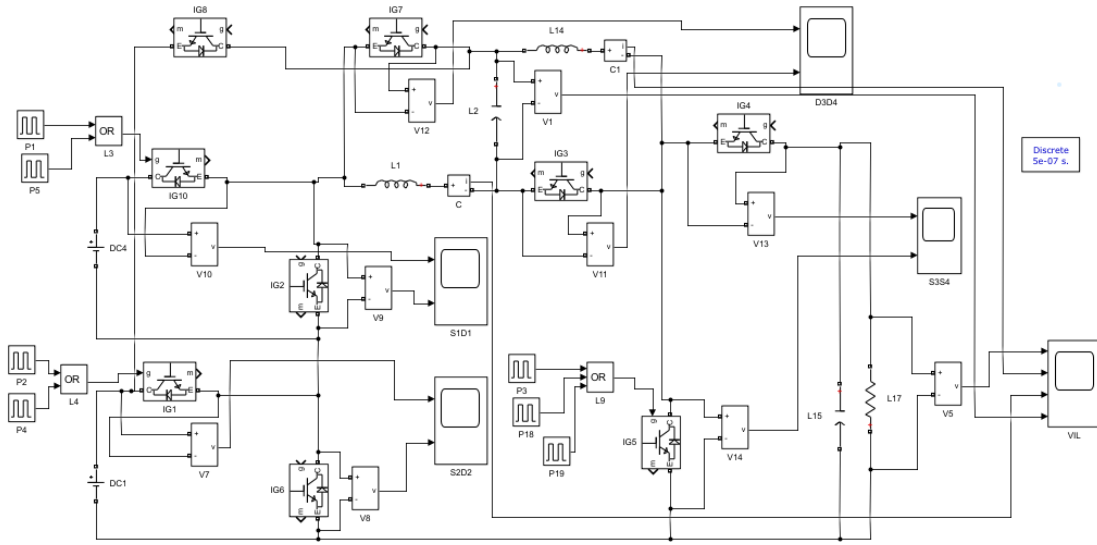 IG8
m
g
E
C
IG7
m
g
E
C
L14
i
C1
D3D4
V12
v
L2
V1
v
IG4
m
g
E
C
P1
OR
L3
P5
g
m
C
E
IG10
L1
i
C
IG3
m
g
E
C
Discrete
5e-07 s.
V13
v
DC4
V10
v
IG2
g
C
m
E
V9
v
S1D1
V11
v
S3S4
P2
OR
L4
P4
g
m
C
E
IG1
V7
v
S2D2
P3
P18
P19
OR
L9
IG5
g
C
m
E
V14
v
L15
L17
V5
v
VIL
DC1
IG6
g
C
m
E
V8
v